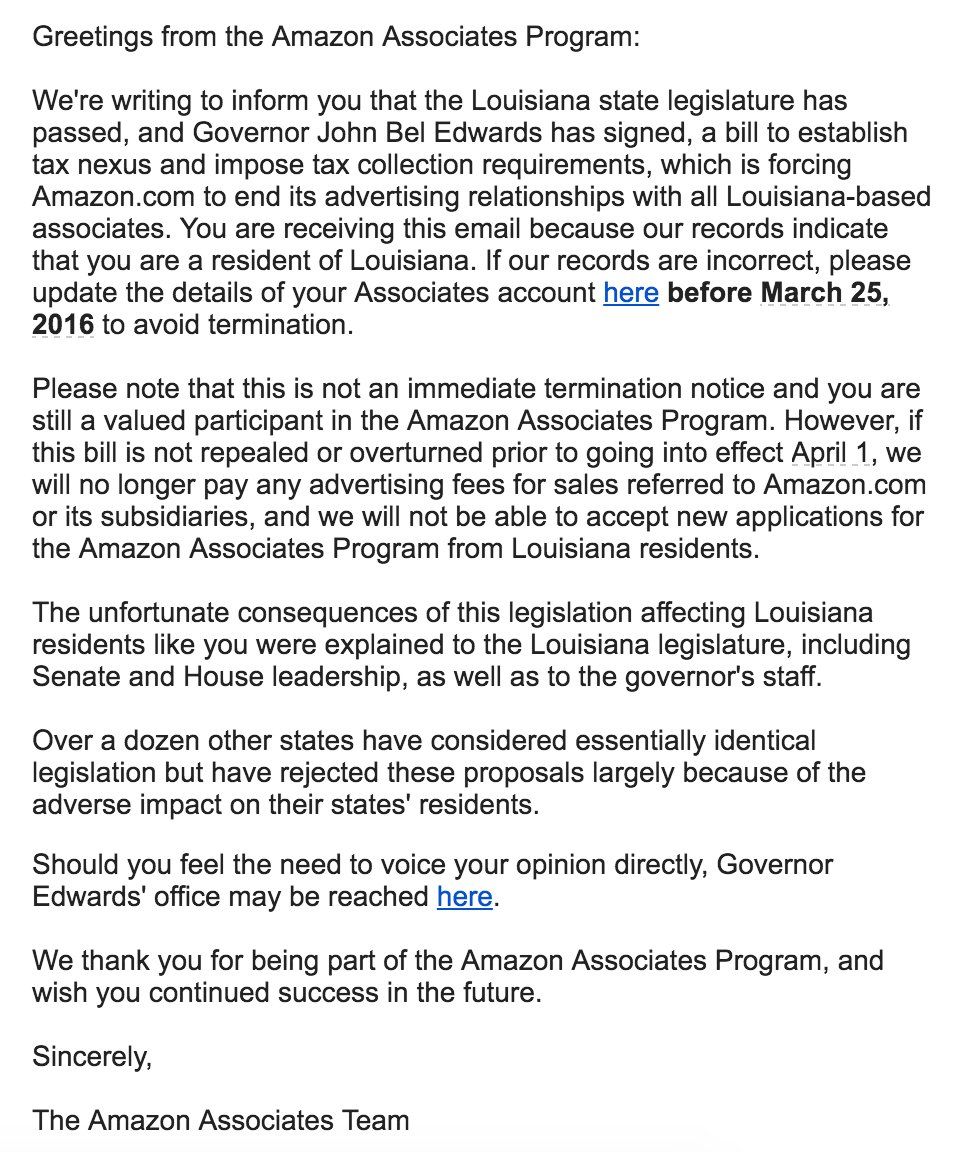 Greetings from the Amazon Associates Program:
We're writing to inform you that the Louisiana state legislature has
passed, and Governor John Bel Edwards has signed, a bill to establish
tax nexus and impose tax collection requirements, which is forcing
Amazon.com to end its advertising relationships with all Louisiana-based
associates. You are receiving this email because our records indicate
that you are a resident of Louisiana. If our records are incorrect, please
update the details of your Associates account here before March 25,
2016 to avoid termination.
Please note that this is not an immediate termination notice and you are
still a valued participant in the Amazon Associates Program. However, if
this bill is not repealed or overturned prior to going into effect April 1, we
will no longer pay any advertising fees for sales referred to Amazon.com
or its subsidiaries, and we will not be able to accept new applications for
the Amazon Associates Program from Louisiana residents.
The unfortunate consequences of this legislation affecting Louisiana
residents like you were explained to the Louisiana legislature, including
Senate and House leadership, as well as to the governor's staff.
Over a dozen other states have considered essentially identical
legislation but have rejected these proposals largely because of the
adverse impact on their states' residents.
Should you feel the need to voice your opinion directly, Governor
Edwards' office may be reached here.
We thank you for being part of the Amazon Associates Program, and
wish you continued success in the future.
Sincerely,
The Amazon Associates Team